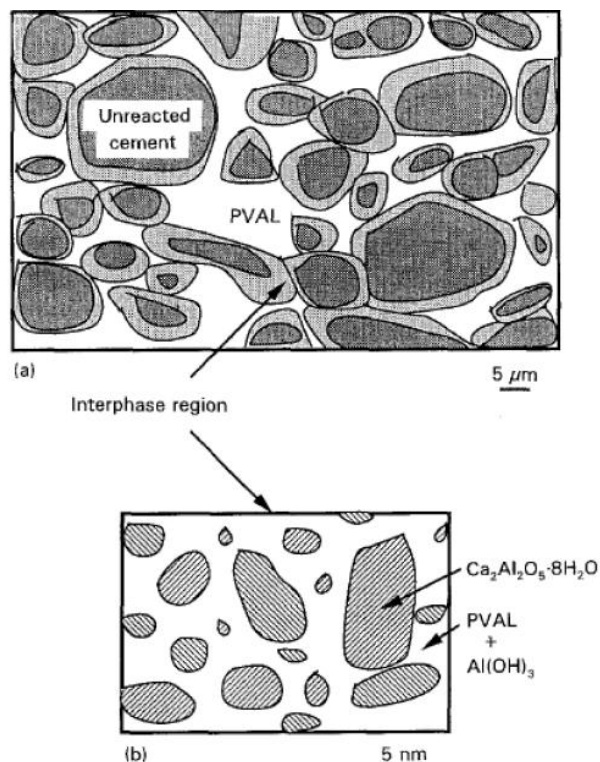 Unreacted
cement
PVAL
(a)
5 μm
Interphase region
Ca₂Al₂O₅·8H₂O
PVAL
+
Al(OH)₃
(b)
5 nm